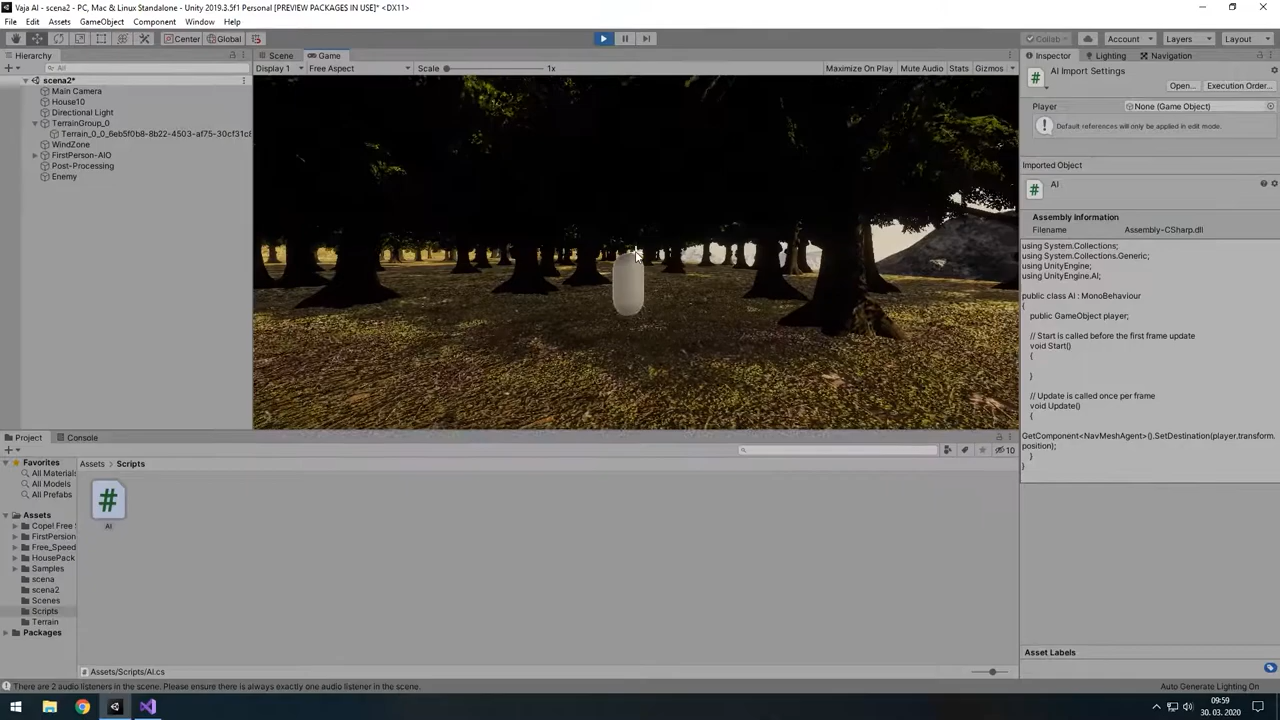 Vaja AI - scena2 - PC, Mac & Linux Standalone - Unity 2019.3.5f1 Personal [PREVIEW PACKAGES IN USE]* <DX11>
File Edit Assets GameObject Component Window Help
Center Global Collab Account Layers Layout
Hierarchy Scene Game Inspector Lighting Navigation
All
Display 1 Free Aspect Scale 1x Maximize On Play Mute Audio Stats Gizmos
scena2*
Main Camera
House10
Directional Light
TerrainGroup_0
Terrain_0_0_6eb5f0b8-8b22-4503-af75-30cf31c8
WindZone
FirstPerson-AIO
Post-Processing
Enemy
AI Import Settings
Open... Execution Order...
Player None (Game Object)
Default references will only be applied in edit mode.
Imported Object
AI
Assembly Information
Filename Assembly-CSharp.dll
using System.Collections;
using System.Collections.Generic;
using UnityEngine;
using UnityEngine.AI;
public class AI : MonoBehaviour
{
public GameObject player;
// Start is called before the first frame update
void Start()
{
}
// Update is called once per frame
void Update()
{
GetComponent<NavMeshAgent>().SetDestination(player.transform.
position);
}
}
Project Console
10
Favorites
All Materials
All Models
All Prefabs
Assets
Copel Free S
FirstPerson
Free_Speed
HousePack
Samples
scena
scena2
Scenes
Scripts
Terrain
Packages
Assets > Scripts
#
AI
Assets/Scripts/AI.cs
Asset Labels
There are 2 audio listeners in the scene. Please ensure there is always exactly one audio listener in the scene.
Auto Generate Lighting On
09:59
30. 03. 2020